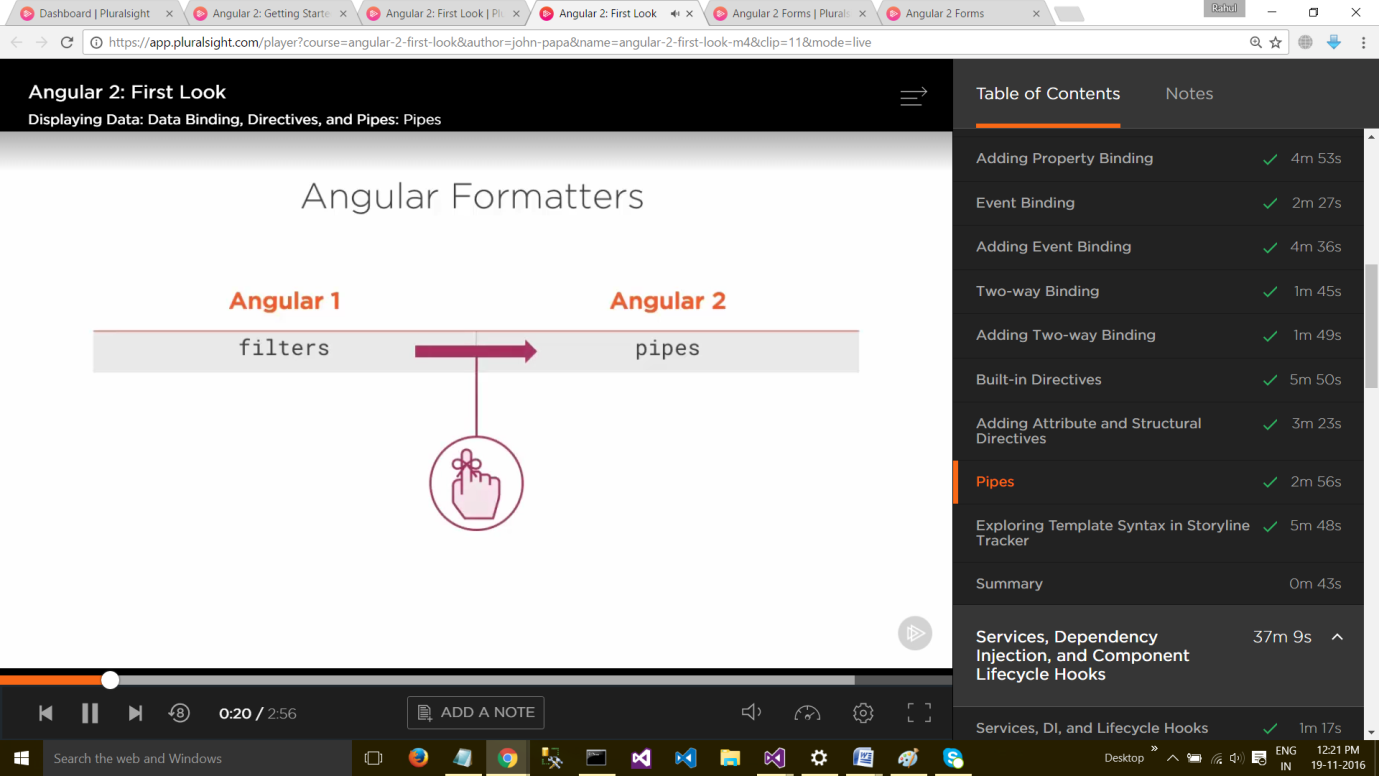 Dashboard | Pluralsight
Angular 2: Getting Starte
Angular 2: First Look | Plu
Angular 2: First Look
Angular 2 Forms | Plurals
Angular 2 Forms
Rahul
https://app.pluralsight.com/player?course=angular-2-first-look&author=john-papa&name=angular-2-first-look-m4&clip=11&mode=live
Angular 2: First Look
Displaying Data: Data Binding, Directives, and Pipes: Pipes
Angular Formatters
Angular 1 Angular 2
filters pipes
8
0:20 / 2:56
ADD A NOTE
Table of Contents Notes
Adding Property Binding 4m 53s
Event Binding 2m 27s
Adding Event Binding 4m 36s
Two-way Binding 1m 45s
Adding Two-way Binding 1m 49s
Built-in Directives 5m 50s
Adding Attribute and Structural 3m 23s
Directives
Pipes 2m 56s
Exploring Template Syntax in Storyline 5m 48s
Tracker
Summary 0m 43s
Services, Dependency 37m 9s
Injection, and Component
Lifecycle Hooks
Services, DI, and Lifecycle Hooks 1m 17s
Search the web and Windows
Desktop
ENG
IN
12:21 PM
19-11-2016